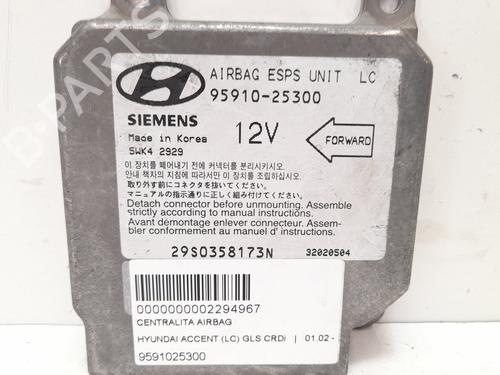 AIRBAG ESPS UNIT LC
95910-25300
SIEMENS
Made in Korea
5WK4 2929
12V
FORWARD
이 장치를 떼어내기 전에 커넥터를 분리시키시오.
안내 책자의 지침에 따라서만 이 장치를 조립하십시오.
取り外す前にコネクタを抜いてください。
マニュアルの指示通りに正しく組み付けてください
Detach connector before unmounting. Assemble
strictly according to manual instructions.
Avant démontage enlever connecteur. Assem-
bler conformement au manuel d' instructions.
29S0358173N 32020504
0000000002294967
CENTRALITA AIRBAG
HYUNDAI ACCENT (LC) GLS CRDI | 01.02 -
9591025300
B-PARTS